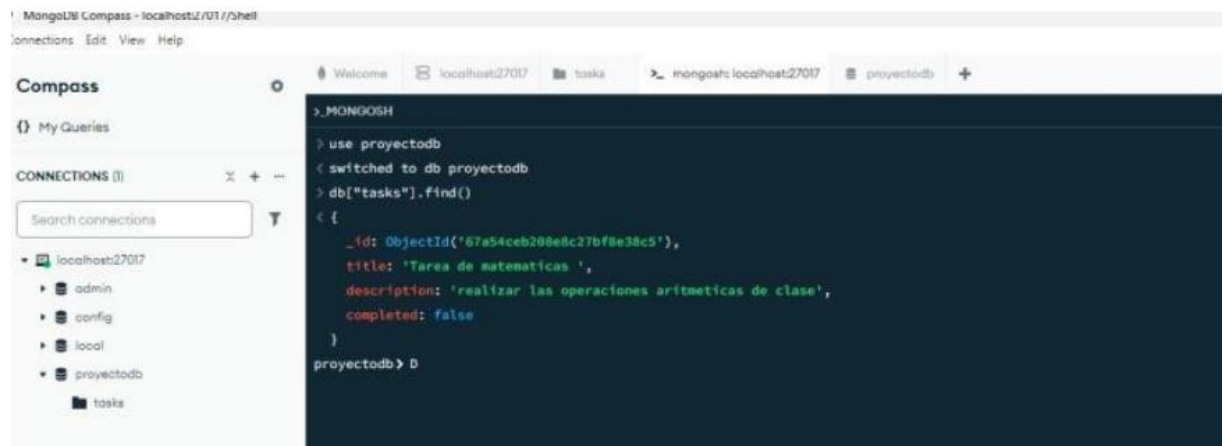 MongoDB Compass - localhost:27017/Shell
Connections Edit View Help
Compass
{} My Queries
CONNECTIONS (1)
Search connections
localhost:27017
admin
config
local
proyectodb
tasks
Welcome localhost:27017 tasks >_ mongosh: localhost:27017 proyectodb +
>_MONGOSH
> use proyectodb
< switched to db proyectodb
> db["tasks"].find()
< {
_id: ObjectId('67a54ceb208e8c27bf8e38c5'),
title: 'Tarea de matematicas ',
description: 'realizar las operaciones aritmeticas de clase',
completed: false
}
proyectodb> D